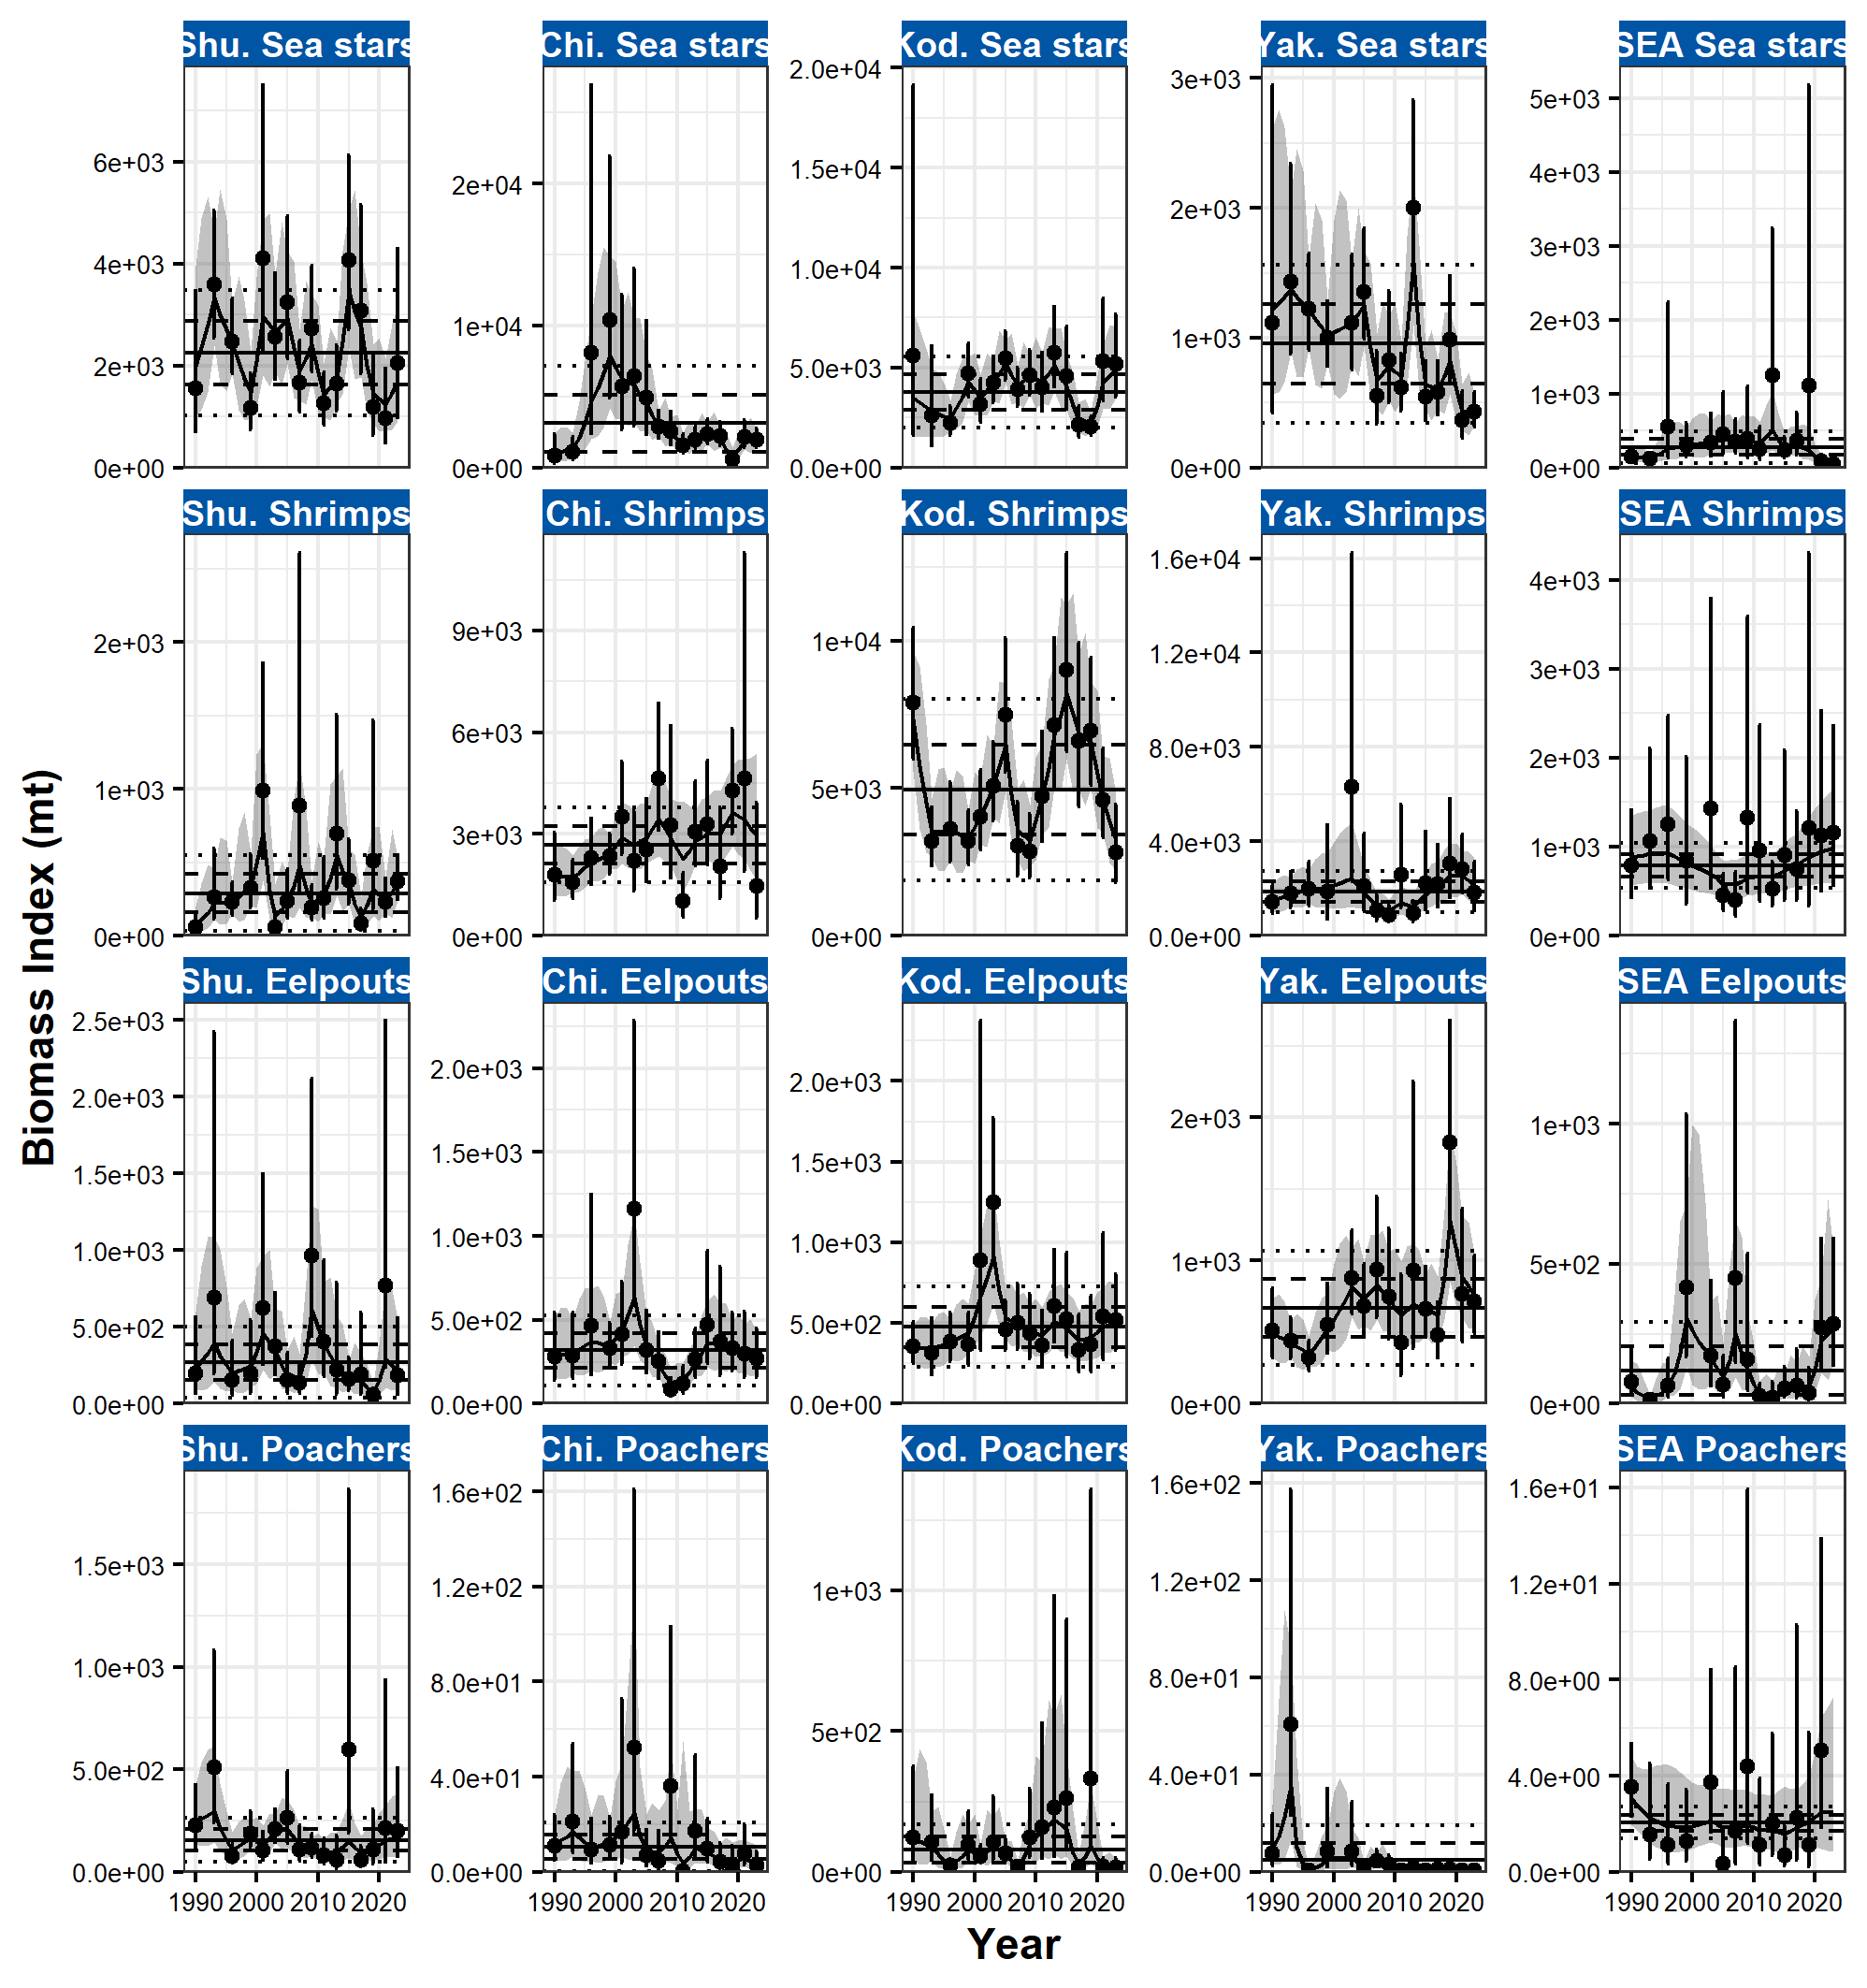 Shu. Sea stars
Chi. Sea stars
Kod. Sea stars
Yak. Sea stars
SEA Sea stars
6e+03
4e+03
2e+03
0e+00
2e+04
1e+04
0e+00
2.0e+04
1.5e+04
1.0e+04
5.0e+03
0.0e+00
3e+03
2e+03
1e+03
0e+00
5e+03
4e+03
3e+03
2e+03
1e+03
0e+00
Shu. Shrimps
Chi. Shrimps
Kod. Shrimps
Yak. Shrimps
SEA Shrimps
2e+03
1e+03
0e+00
9e+03
6e+03
3e+03
0e+00
1e+04
5e+03
0e+00
1.6e+04
1.2e+04
8.0e+03
4.0e+03
0.0e+00
4e+03
3e+03
2e+03
1e+03
0e+00
Biomass Index (mt)
Shu. Eelpouts
Chi. Eelpouts
Kod. Eelpouts
Yak. Eelpouts
SEA Eelpouts
2.5e+03
2.0e+03
1.5e+03
1.0e+03
5.0e+02
0.0e+00
2.0e+03
1.5e+03
1.0e+03
5.0e+02
0.0e+00
2.0e+03
1.5e+03
1.0e+03
5.0e+02
0.0e+00
2e+03
1e+03
0e+00
1e+03
5e+02
0e+00
Shu. Poachers
Chi. Poachers
Kod. Poachers
Yak. Poachers
SEA Poachers
1.5e+03
1.0e+03
5.0e+02
0.0e+00
1.6e+02
1.2e+02
8.0e+01
4.0e+01
0.0e+00
1e+03
5e+02
0e+00
1.6e+02
1.2e+02
8.0e+01
4.0e+01
0.0e+00
1.6e+01
1.2e+01
8.0e+00
4.0e+00
0.0e+00
1990 2000 2010 2020
1990 2000 2010 2020
1990 2000 2010 2020
1990 2000 2010 2020
1990 2000 2010 2020
Year